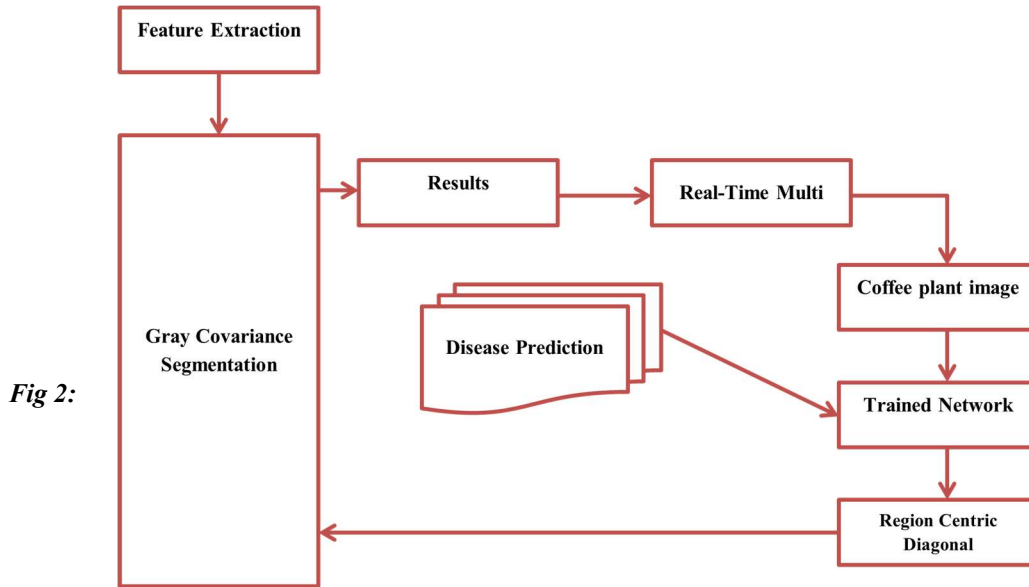 Feature Extraction
Results
Real-Time Multi
Coffee plant image
Gray Covariance
Segmentation
Disease Prediction
Fig 2:
Trained Network
Region Centric
Diagonal